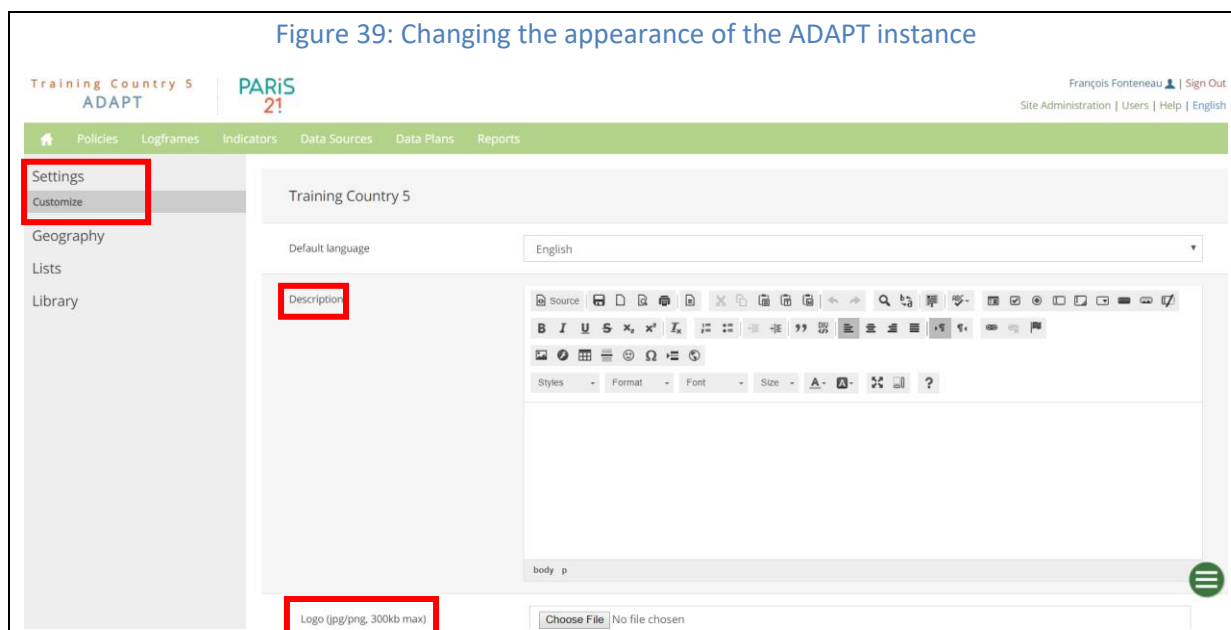 Figure 39: Changing the appearance of the ADAPT instance
Training Country 5
ADAPT
PARiS
21
François Fonteneau | Sign Out
Site Administration | Users | Help | English
Policies Logframes Indicators Data Sources Data Plans Reports
Settings
Customize
Geography
Lists
Library
Training Country 5
Default language
English
Description
Source
B I U S x₂ x² Iₓ
Styles Format Font Size A A ?
body p
Logo (jpg/png, 300kb max)
Choose File No file chosen